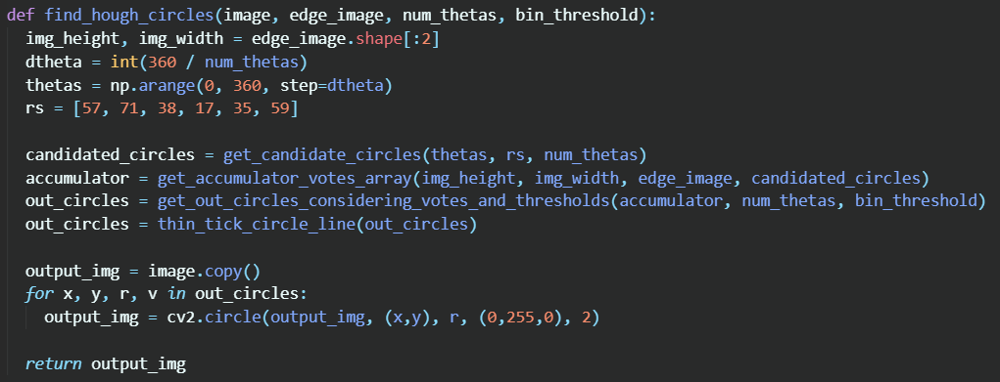 def find_hough_circles(image, edge_image, num_thetas, bin_threshold):
  img_height, img_width = edge_image.shape[:2]
  dtheta = int(360 / num_thetas)
  thetas = np.arange(0, 360, step=dtheta)
  rs = [57, 71, 38, 17, 35, 59]
  candidated_circles = get_candidate_circles(thetas, rs, num_thetas)
  accumulator = get_accumulator_votes_array(img_height, img_width, edge_image, candidated_circles)
  out_circles = get_out_circles_considering_votes_and_thresholds(accumulator, num_thetas, bin_threshold)
  out_circles = thin_tick_circle_line(out_circles)
  output_img = image.copy()
  for x, y, r, v in out_circles:
    output_img = cv2.circle(output_img, (x,y), r, (0,255,0), 2)
  return output_img